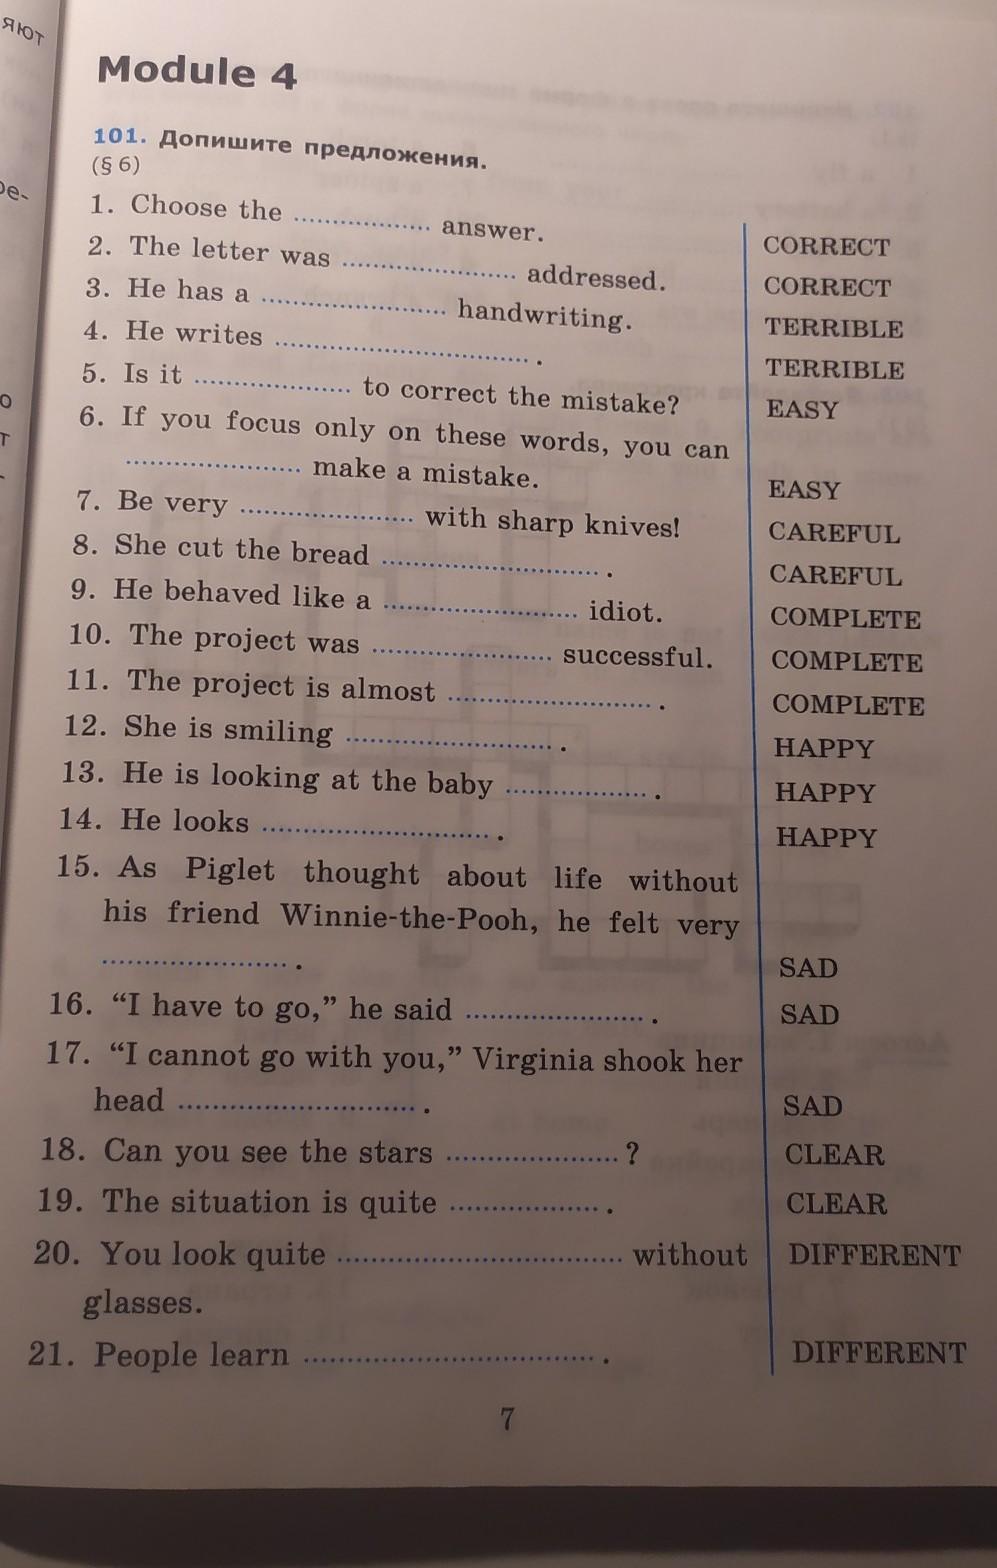 яют
Module 4
101. Допишите предложения.
(§ 6)
1. Choose the .................. answer. CORRECT
2. The letter was ...................... addressed. CORRECT
3. He has a ........................ handwriting. TERRIBLE
4. He writes ................................. . TERRIBLE
5. Is it .................... to correct the mistake? EASY
6. If you focus only on these words, you can
...................... make a mistake. EASY
7. Be very ...................... with sharp knives! CAREFUL
8. She cut the bread ............................ . CAREFUL
9. He behaved like a ......................... idiot. COMPLETE
10. The project was ....................... successful. COMPLETE
11. The project is almost .......................... . COMPLETE
12. She is smiling .......................... . HAPPY
13. He is looking at the baby .................. . HAPPY
14. He looks ............................. . HAPPY
15. As Piglet thought about life without
his friend Winnie-the-Pooh, he felt very
....................... . SAD
16. “I have to go,” he said ...................... . SAD
17. “I cannot go with you,” Virginia shook her
head .............................. . SAD
18. Can you see the stars ......................? CLEAR
19. The situation is quite ................... . CLEAR
20. You look quite .................................... without DIFFERENT
glasses.
21. People learn ..................................... . DIFFERENT
7